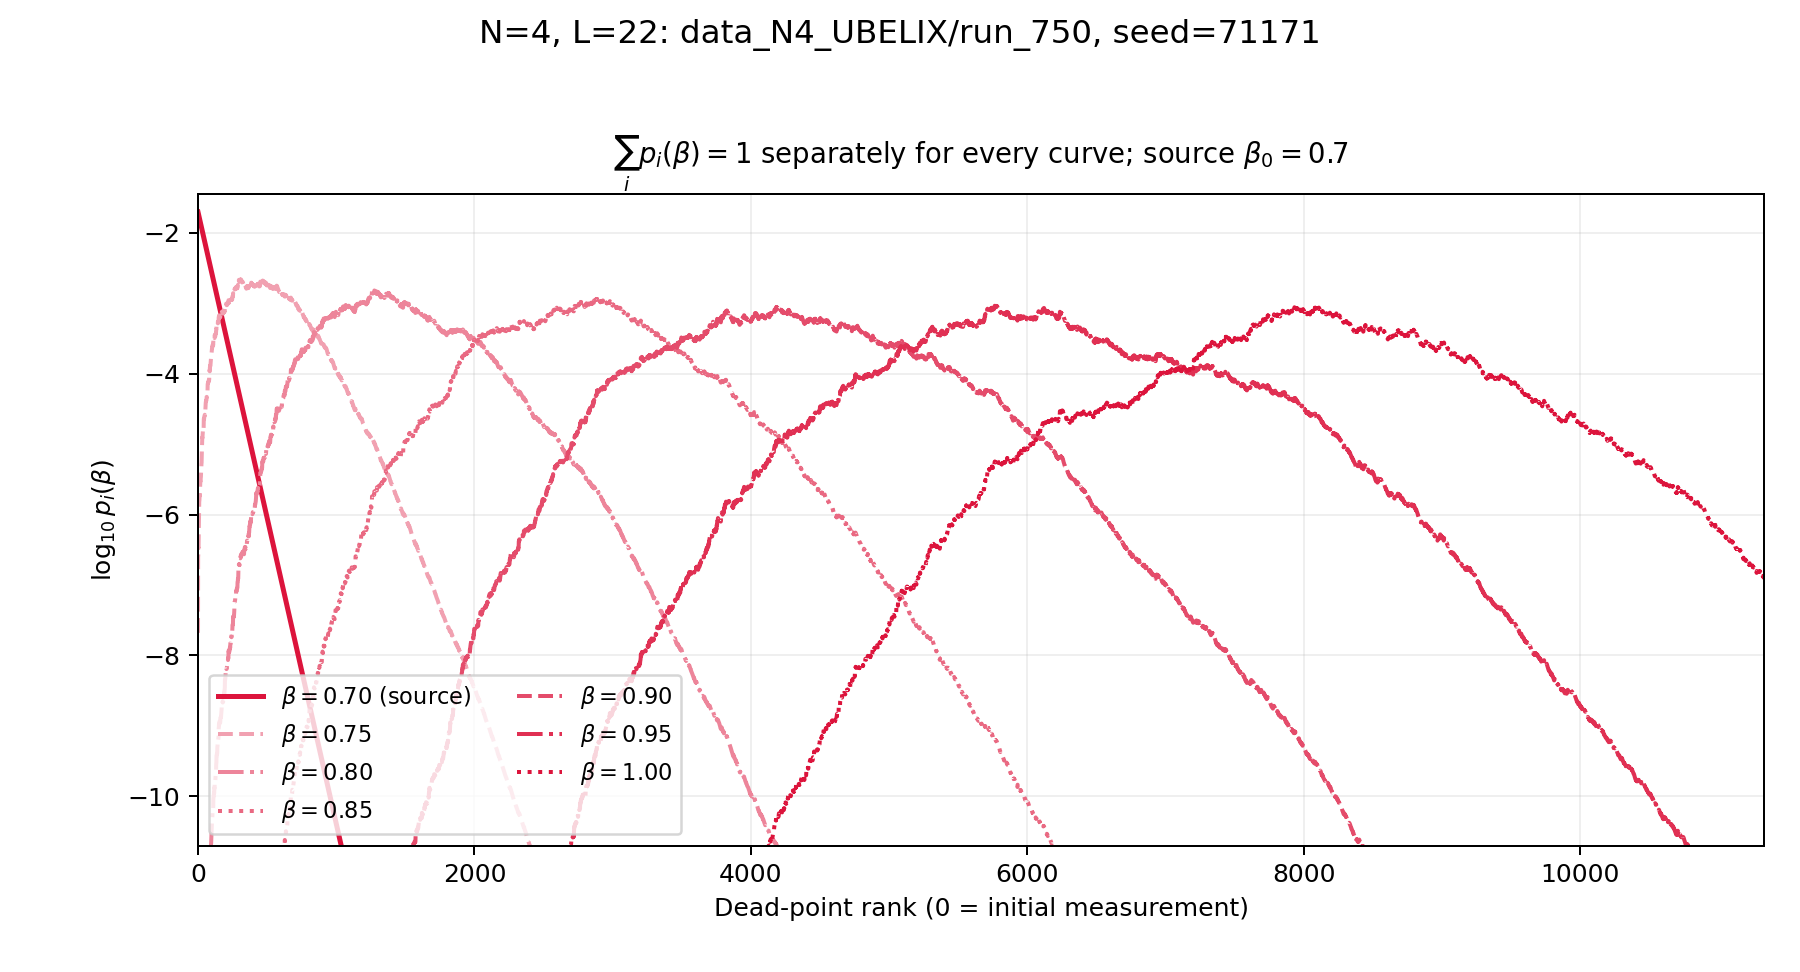 N=4, L=22: data_N4_UBELIX/run_750, seed=71171
∑ᵢ pᵢ(β) = 1 separately for every curve; source β₀ = 0.7
log₁₀ pᵢ(β)
−2
−4
−6
−8
−10
β = 0.70 (source)
β = 0.75
β = 0.80
β = 0.85
β = 0.90
β = 0.95
β = 1.00
0 2000 4000 6000 8000 10000
Dead-point rank (0 = initial measurement)